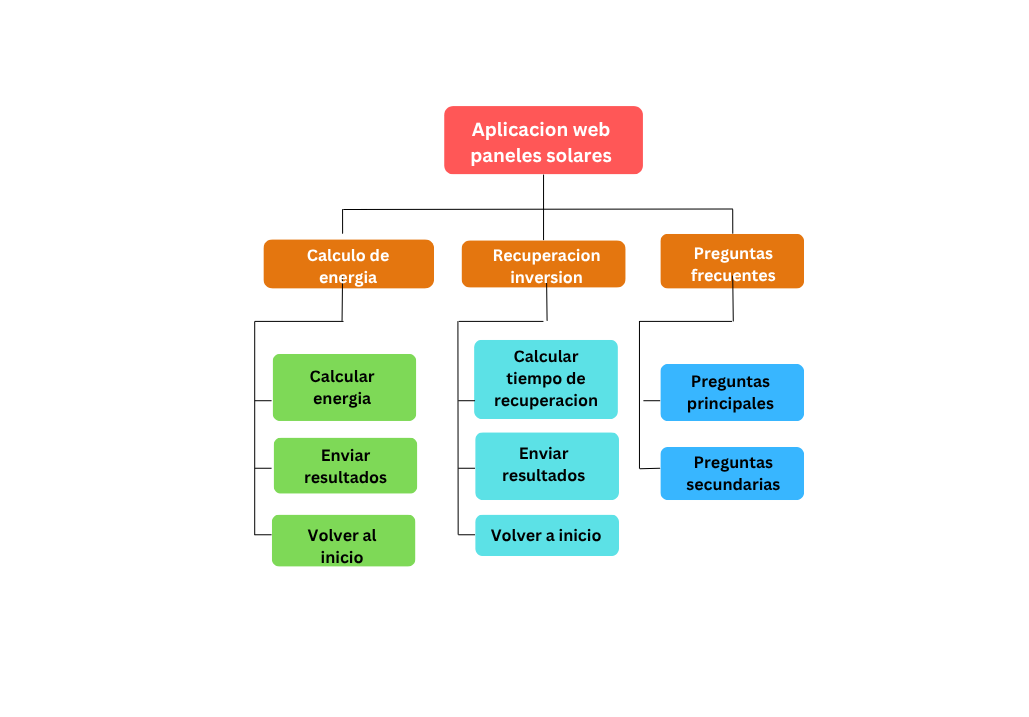 Aplicacion web
paneles solares
Calculo de
energia
Recuperacion
inversion
Preguntas
frecuentes
Calcular
energia
Enviar
resultados
Volver al
inicio
Calcular
tiempo de
recuperacion
Enviar
resultados
Volver a inicio
Preguntas
principales
Preguntas
secundarias